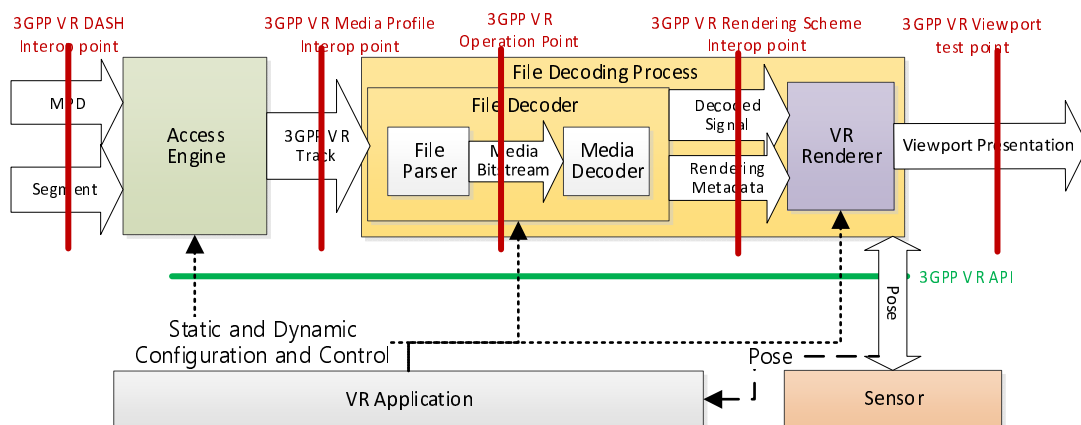 3GPP VR DASH
Interop point
3GPP VR Media Profile
Interop point
3GPP VR
Operation Point
3GPP VR Rendering Scheme
Interop point
3GPP VR Viewport
test point
MPD
Segment
Access
Engine
3GPP VR
Track
File Decoding Process
File Decoder
File
Parser
Media
Bitstream
Media
Decoder
Decoded
Signal
Rendering
Metadata
VR
Renderer
Viewport Presentation
3GPP VR API
Pose
Static and Dynamic
Configuration and Control
Pose
VR Application
Sensor